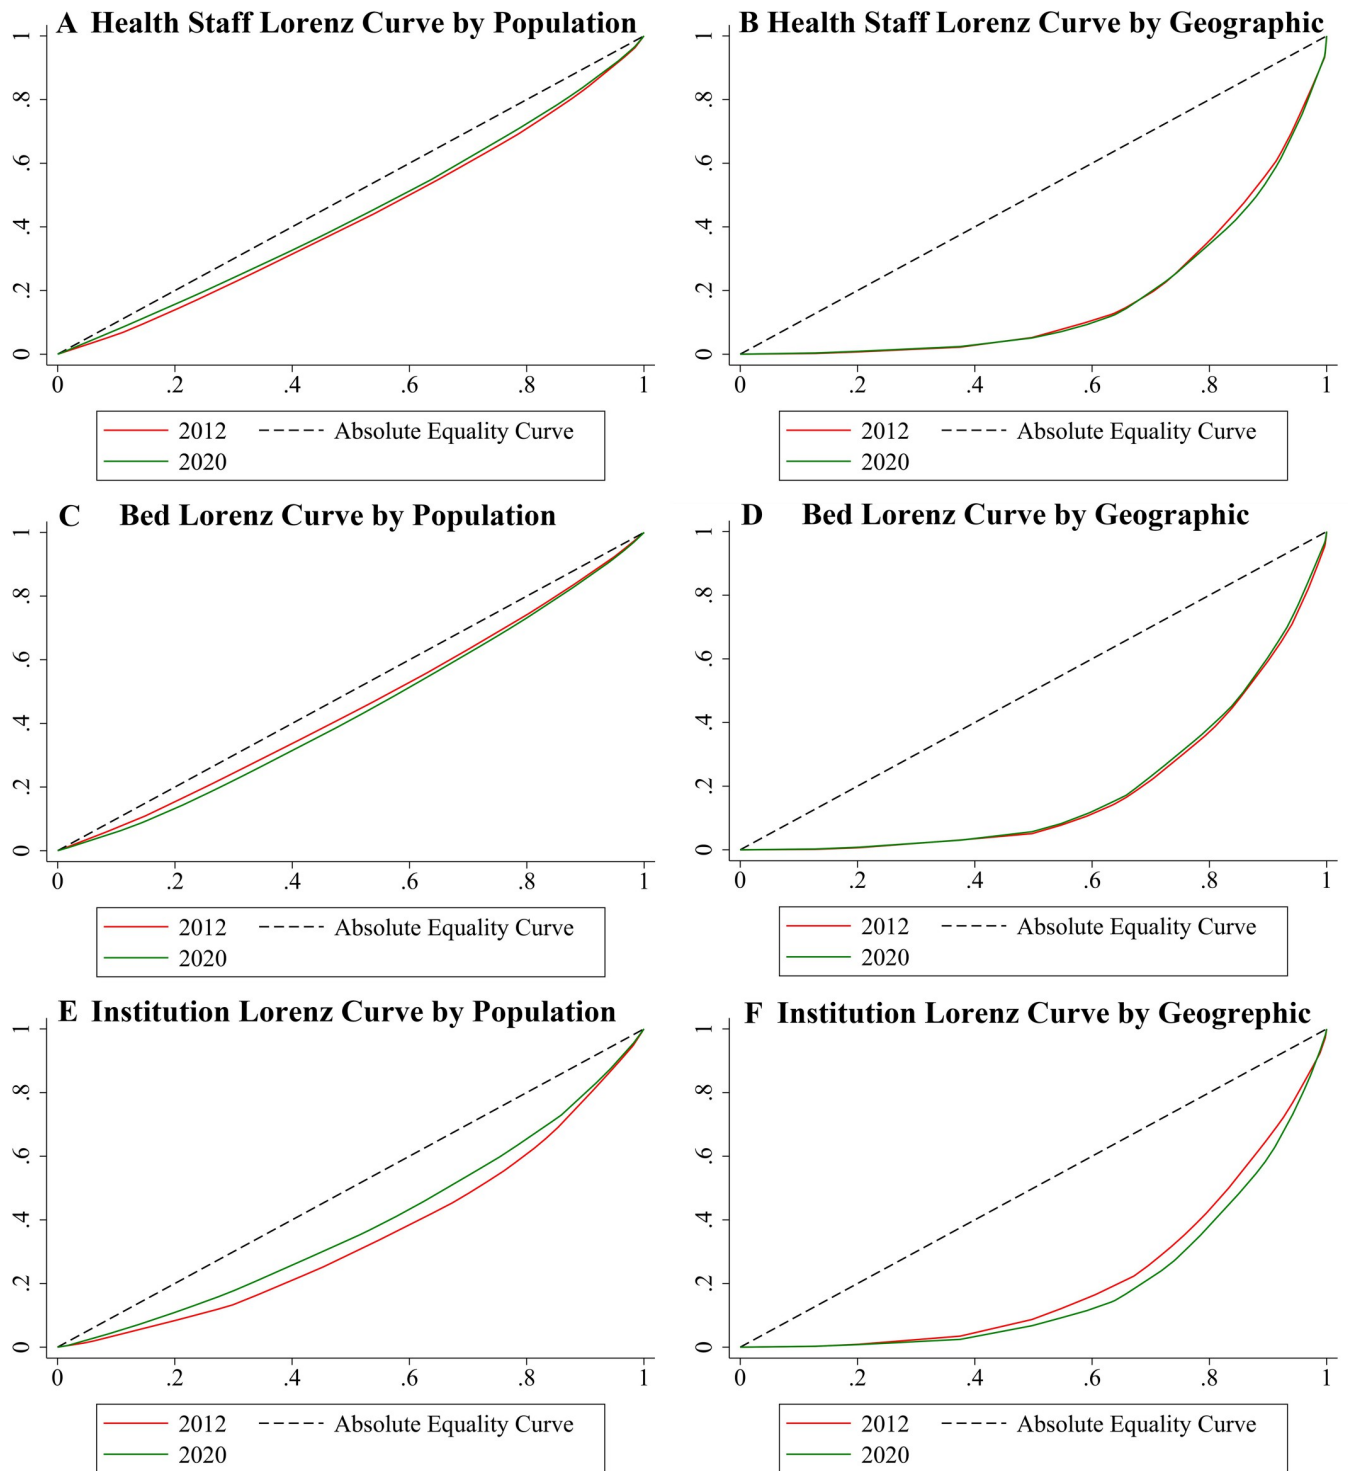 A Health Staff Lorenz Curve by Population
1
.8
.6
.4
.2
0
0 .2 .4 .6 .8 1
2012 Absolute Equality Curve
2020
B Health Staff Lorenz Curve by Geographic
1
.8
.6
.4
.2
0
0 .2 .4 .6 .8 1
2012 Absolute Equality Curve
2020
C Bed Lorenz Curve by Population
1
.8
.6
.4
.2
0
0 .2 .4 .6 .8 1
2012 Absolute Equality Curve
2020
D Bed Lorenz Curve by Geographic
1
.8
.6
.4
.2
0
0 .2 .4 .6 .8 1
2012 Absolute Equality Curve
2020
E Institution Lorenz Curve by Population
1
.8
.6
.4
.2
0
0 .2 .4 .6 .8 1
2012 Absolute Equality Curve
2020
F Institution Lorenz Curve by Geogrephic
1
.8
.6
.4
.2
0
0 .2 .4 .6 .8 1
2012 Absolute Equality Curve
2020